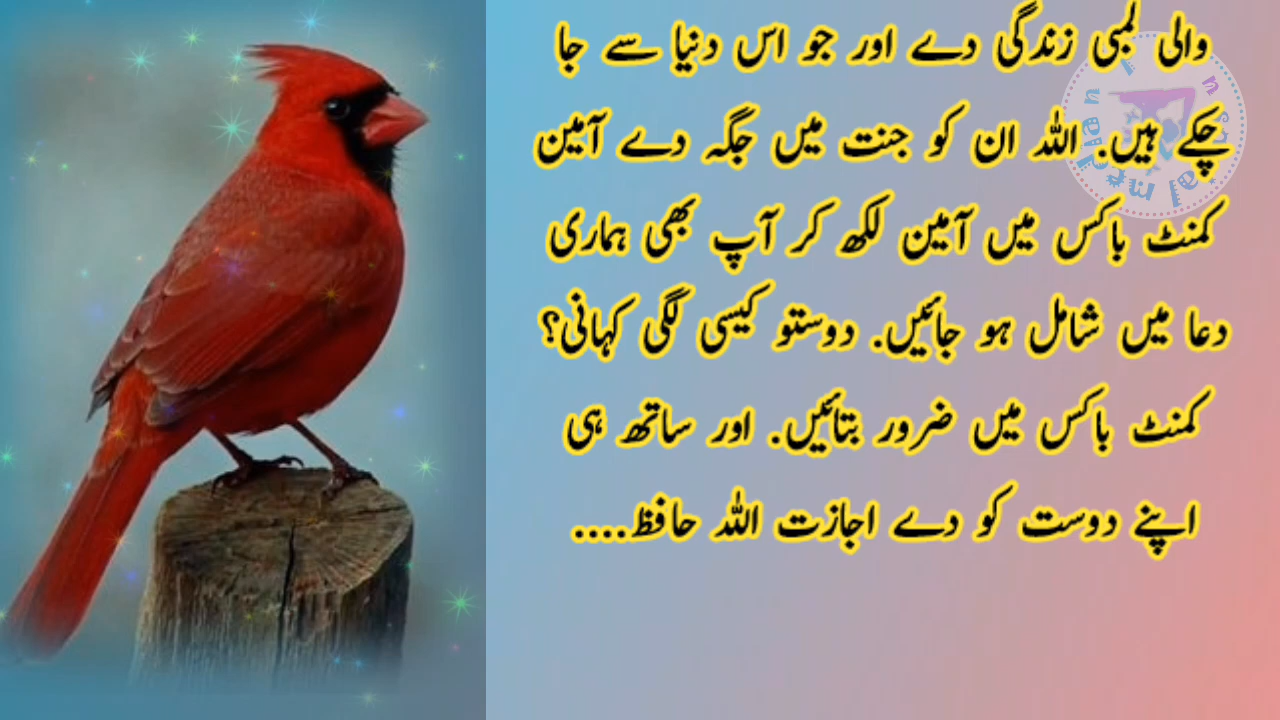 والی لمبی زندگی دے اور جو اس دنیا سے جا
چکے ہیں. اللہ ان کو جنت میں جگہ دے آمین
کمنٹ باکس میں آمین لکھ کر آپ بھی ہماری
دعا میں شامل ہو جائیں. دوستو کیسی لگی کہانی؟
کمنٹ باکس میں ضرور بتائیں. اور ساتھ ہی
اپنے دوست کو دے اجازت اللہ حافظ....